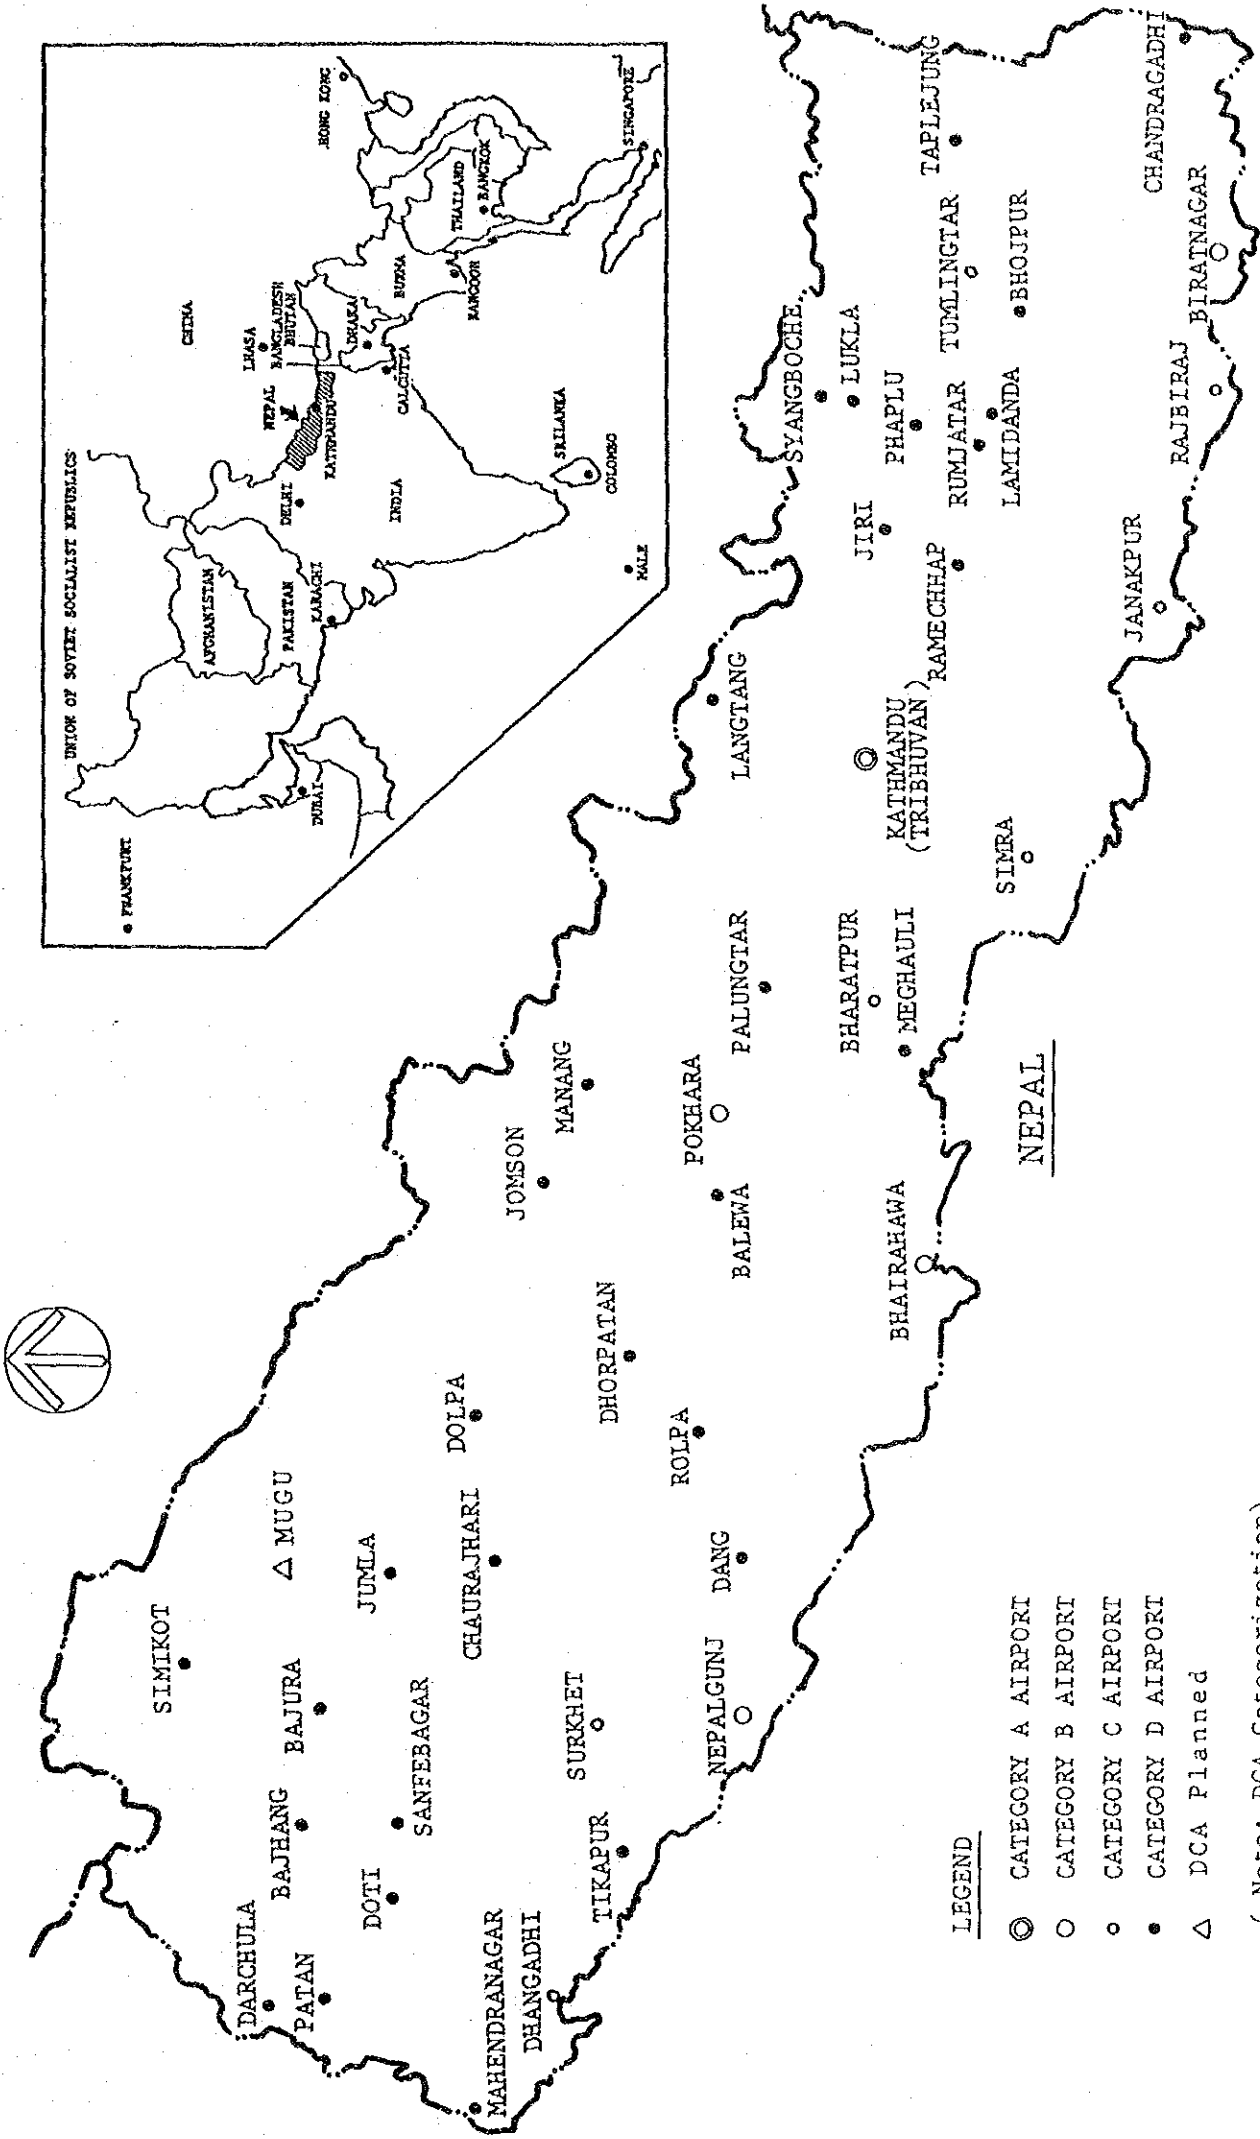 UNION OF SOVIET SOCIALIST REPUBLICS
FRANKFURT
CHINA
HONG KONG
AFGHANISTAN
NEPAL
LHASA
BANGLADESH
BHUTAN
DELHI
PAKISTAN
KATHMANDU
DHAKA
KARACHI
DUBAI
CALCUTTA
BURMA
THAILAND
BANGKOK
INDIA
RANGOON
SRILANKA
COLOMBO
MALE
SINGAPORE
SIMIKOT
DARCHULA
BAJHANG
BAJURA
MUGU
PATAN
DOTI
JUMLA
SANFEBAGAR
DOLPA
CHAURAJHARI
MAHENDRANAGAR
DHANGADHI
JOMSON
MANANG
SURKHET
TIKAPUR
DHORPATAN
ROLPA
POKHARA
NEPALGUNJ
DANG
BALEWA
PALUNGTAR
LANGTANG
SYANGBOCHE
LUKLA
BHARATPUR
MEGHAULI
JIRI
KATHMANDU
(TRIBHUVAN)
PHAPLU
BHAIRAHAWA
RAMECHHAP
RUMJATAR
TUMLINGTAR
TAPLEJUNG
LAMIDANDA
BHOJPUR
SIMRA
NEPAL
JANAKPUR
RAJBIRAJ
BIRATNAGAR
CHANDRAGADHI
LEGEND
CATEGORY A AIRPORT
CATEGORY B AIRPORT
CATEGORY C AIRPORT
CATEGORY D AIRPORT
DCA Planned